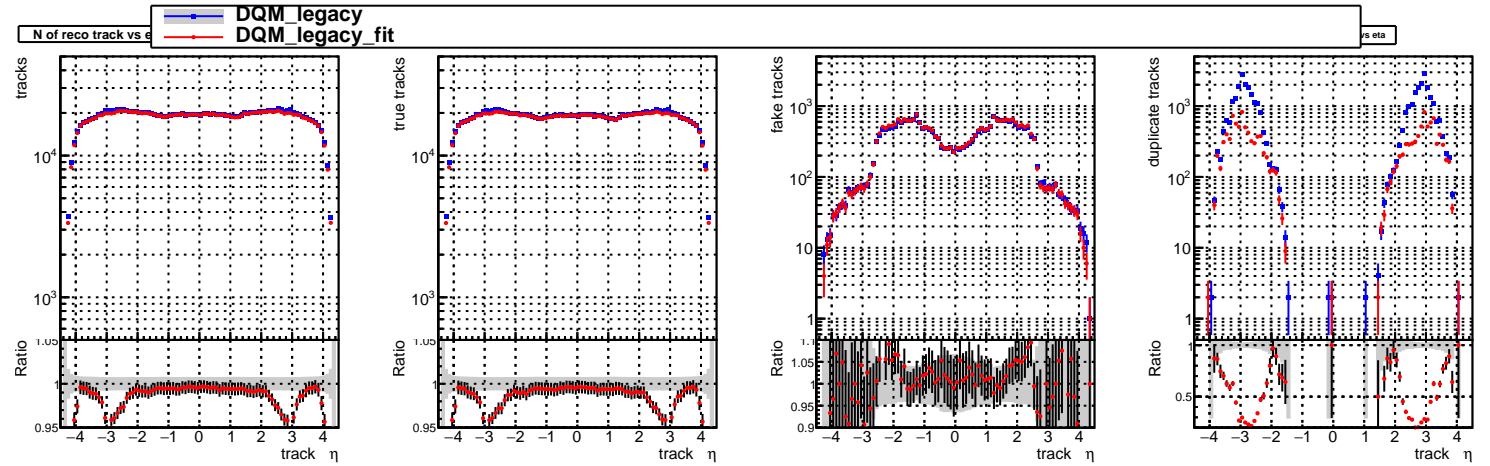 DQM_legacy
DQM_legacy_fit
N of reco track vs e
vs eta
tracks
10⁴
10³
Ratio
1.05
1
0.95
−4 −3 −2 −1 0 1 2 3 4
track η
true tracks
10⁴
10³
Ratio
1.05
1
0.95
−4 −3 −2 −1 0 1 2 3 4
track η
fake tracks
10³
10²
10
1
Ratio
1.1
1.05
1
0.95
0.9
−4 −3 −2 −1 0 1 2 3 4
track η
duplicate tracks
10³
10²
10
1
Ratio
1
0.5
−4 −3 −2 −1 0 1 2 3 4
track η